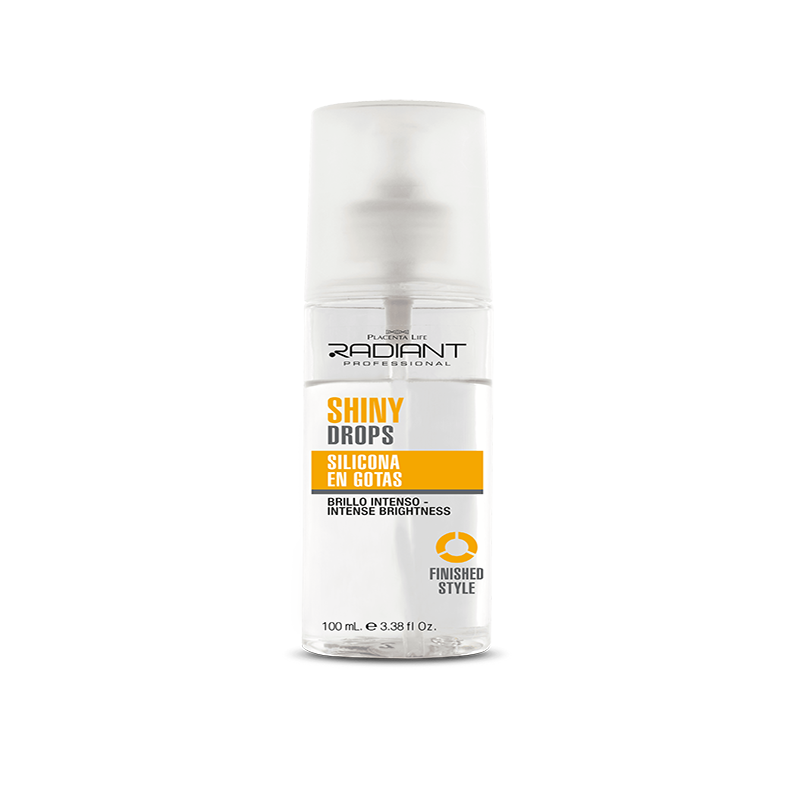 PLACENTA LIFE
RADIANT
PROFESSIONAL
SHINY
DROPS
SILICONA
EN GOTAS
BRILLO INTENSO -
INTENSE BRIGHTNESS
FINISHED
STYLE
100 mL. e 3.38 fl Oz.